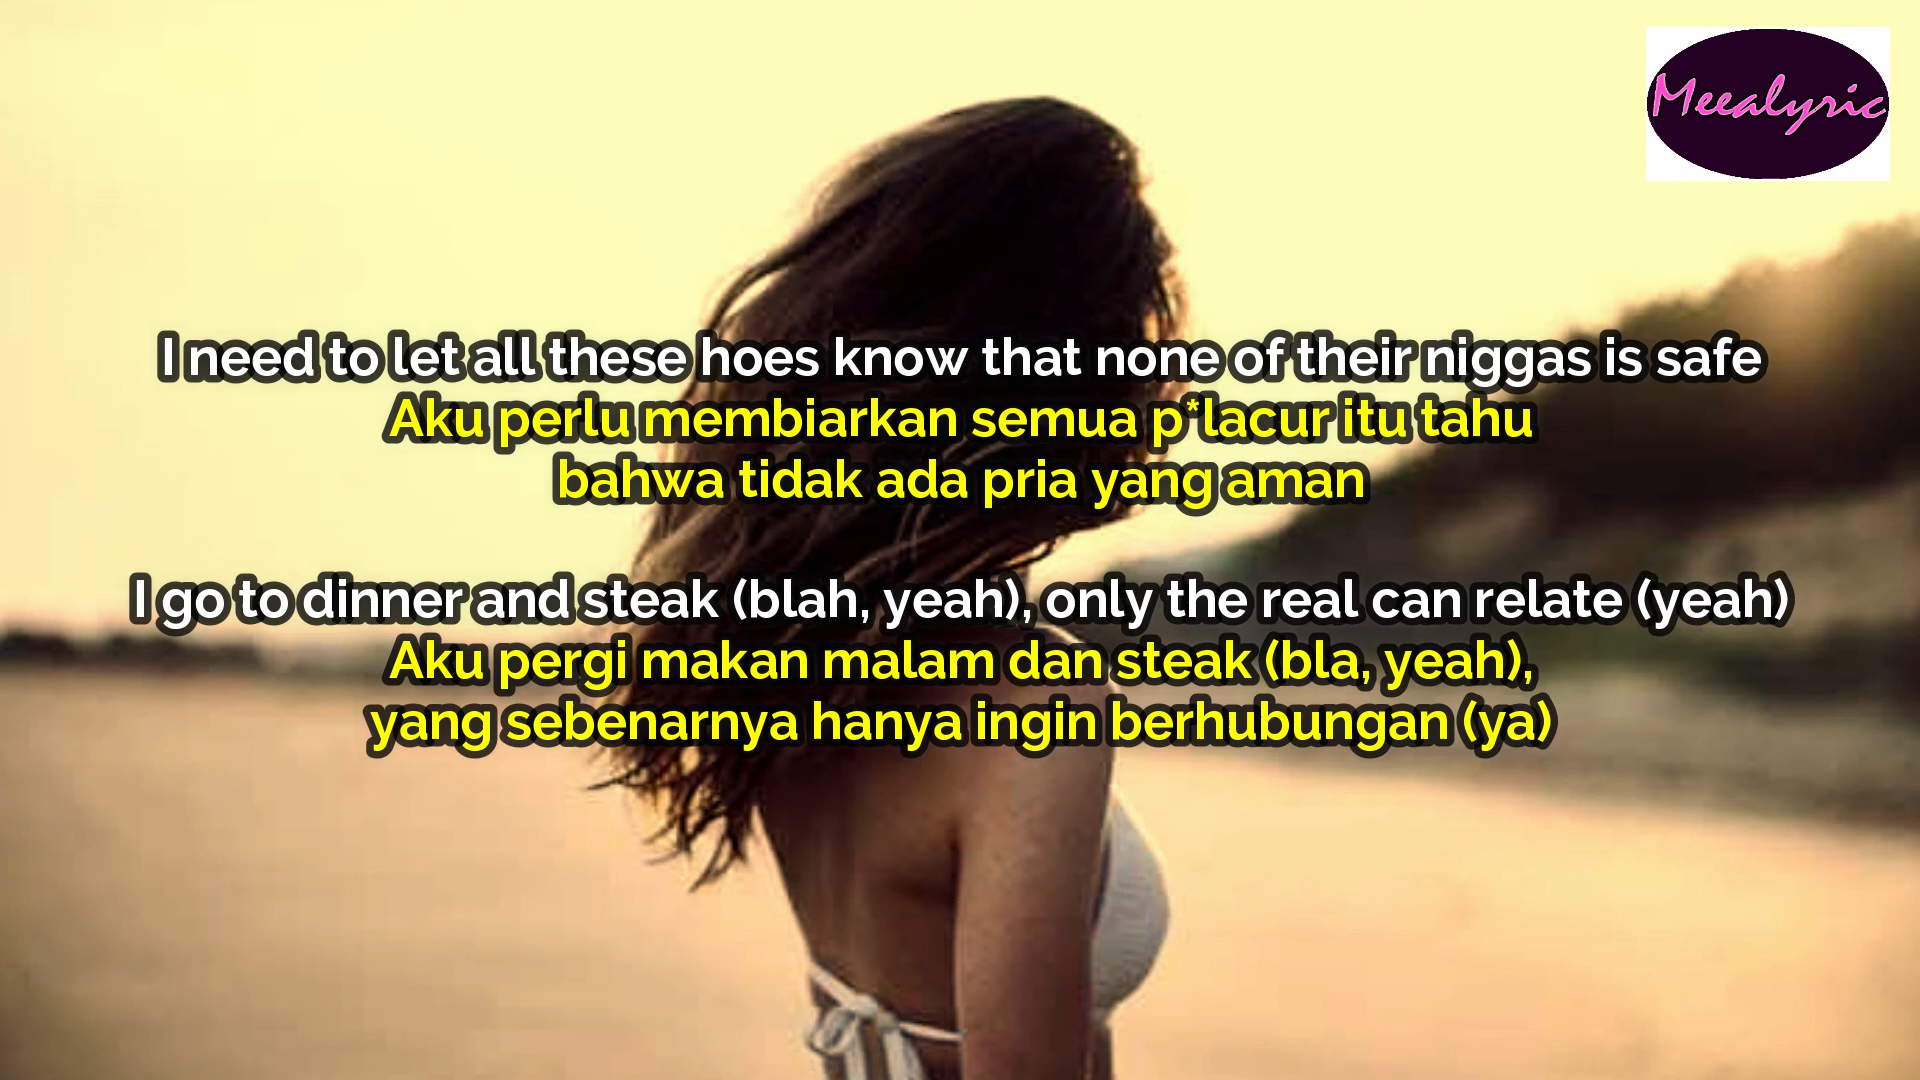 Meealyric
I need to let all these hoes know that none of their niggas is safe
Aku perlu membiarkan semua p*lacur itu tahu
bahwa tidak ada pria yang aman
I go to dinner and steak (blah, yeah), only the real can relate (yeah)
Aku pergi makan malam dan steak (bla, yeah),
yang sebenarnya hanya ingin berhubungan (ya)